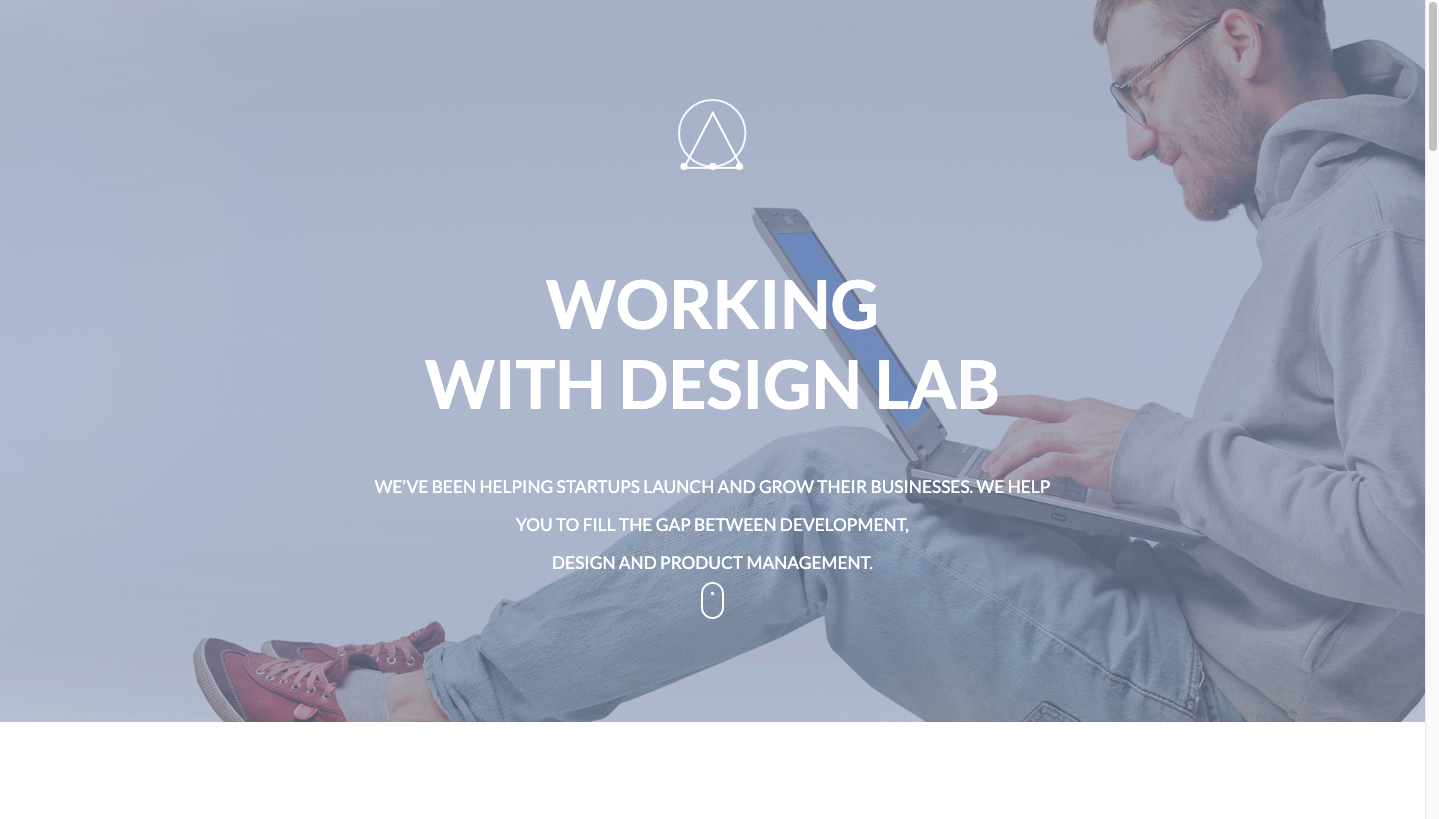 WORKING
WITH DESIGN LAB
WE'VE BEEN HELPING STARTUPS LAUNCH AND GROW THEIR BUSINESSES. WE HELP
YOU TO FILL THE GAP BETWEEN DEVELOPMENT,
DESIGN AND PRODUCT MANAGEMENT.